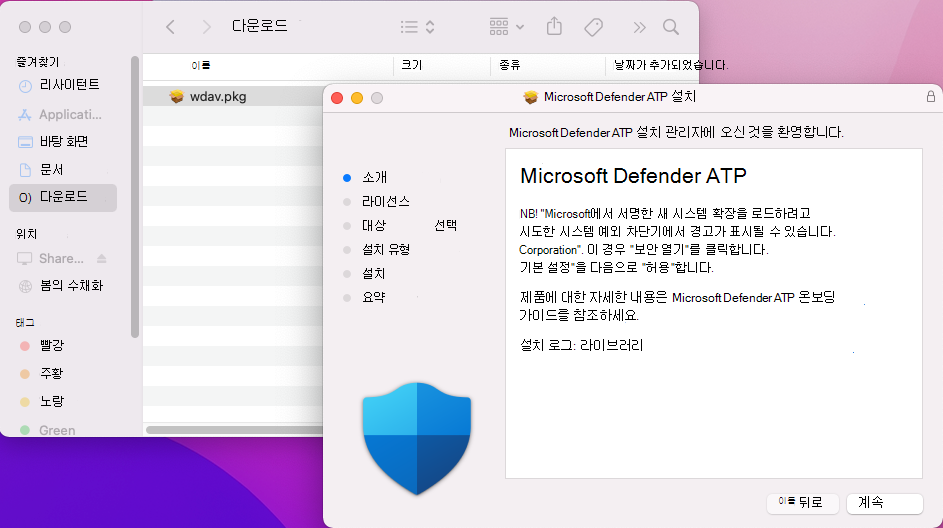 다운로드
즐겨찾기
리사이턴트
Applicati...
바탕 화면
문서
다운로드
위치
Share...
봄의 수채화
태그
빨강
주황
노랑
Green
이름
크기
종류
날짜가 추가되었습니다.
wdav.pkg
Microsoft Defender ATP 설치
Microsoft Defender ATP 설치 관리자에 오신 것을 환영합니다.
소개
라이선스
대상 선택
설치 유형
설치
요약
Microsoft Defender ATP
NB! "Microsoft에서 서명한 새 시스템 확장을 로드하려고
시도한 시스템 예외 차단기에서 경고가 표시될 수 있습니다.
Corporation". 이 경우 "보안 열기"를 클릭합니다.
기본 설정"을 다음으로 "허용"합니다.
제품에 대한 자세한 내용은 Microsoft Defender ATP 온보딩
가이드를 참조하세요.
설치 로그: 라이브러리
이들 뒤로
계속